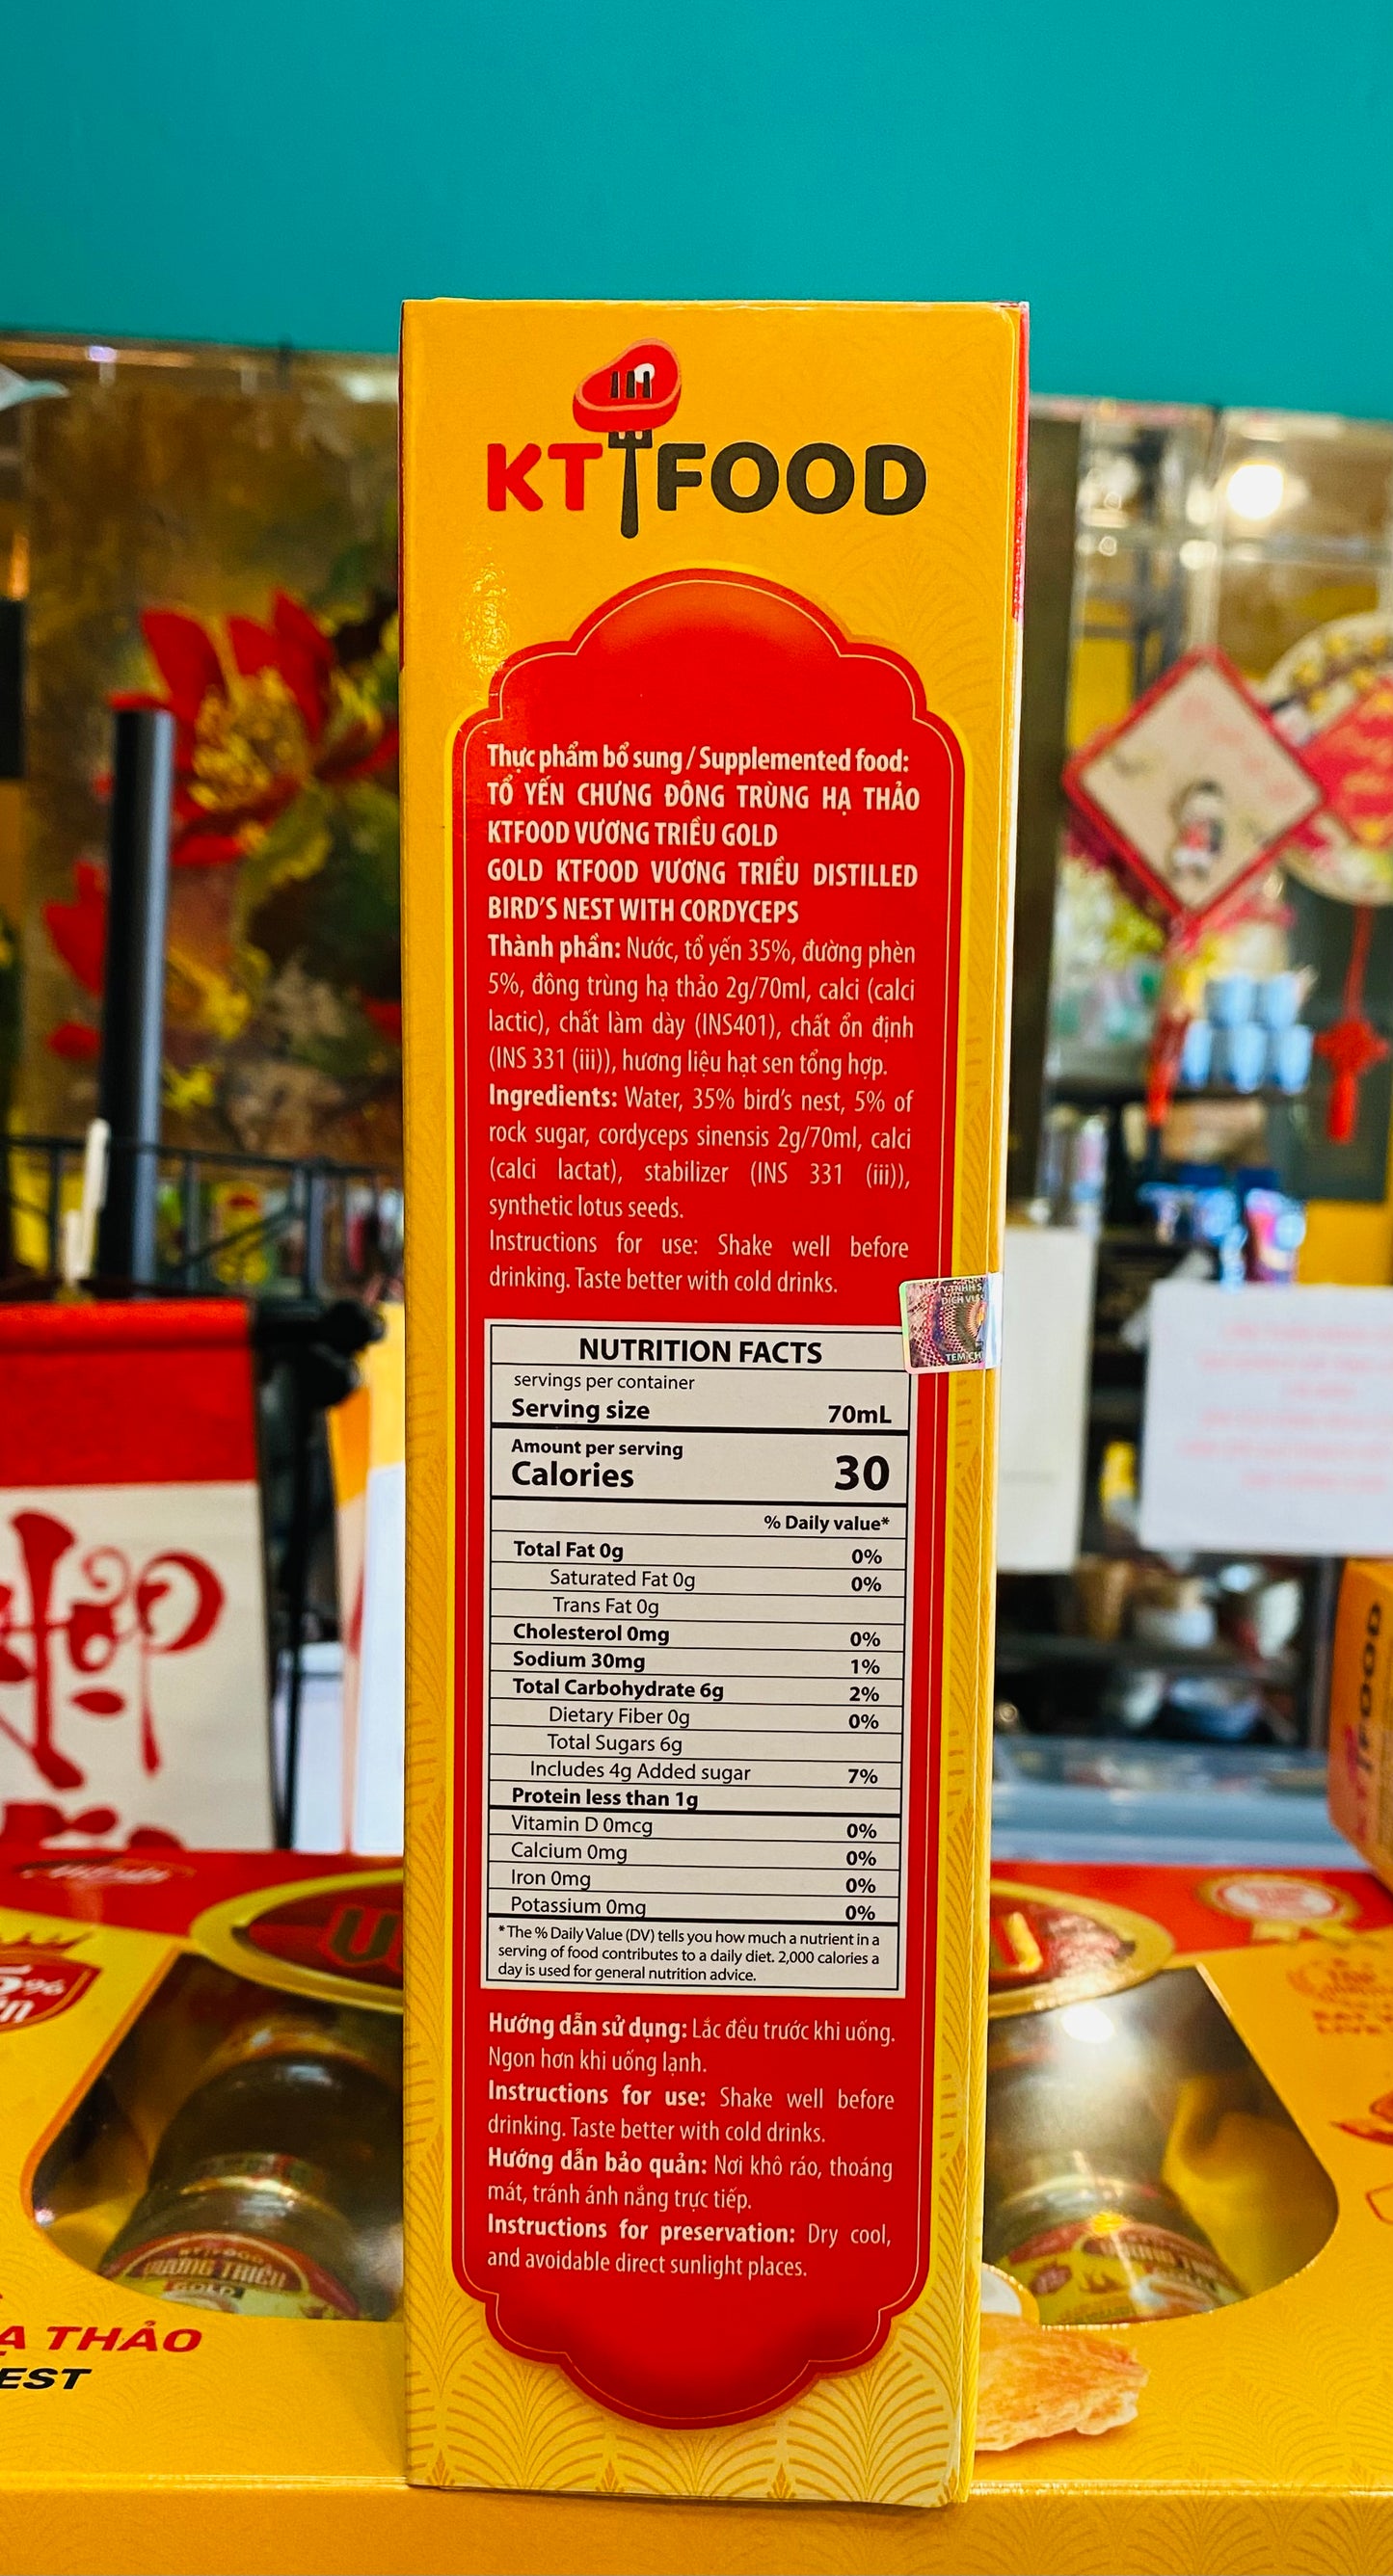 KT FOOD
Thực phẩm bổ sung / Supplemented food:
TỔ YẾN CHƯNG ĐÔNG TRÙNG HẠ THẢO
KTFOOD VƯƠNG TRIỀU GOLD
GOLD KTFOOD VƯƠNG TRIỀU DISTILLED
BIRD'S NEST WITH CORDYCEPS
Thành phần: Nước, tổ yến 35%, đường phèn
5%, đông trùng hạ thảo 2g/70ml, calci (calci
lactic), chất làm dày (INS401), chất ổn định
(INS 331 (iii)), hương liệu hạt sen tổng hợp.
Ingredients: Water, 35% bird's nest, 5% of
rock sugar, cordyceps sinensis 2g/70ml, calci
(calci lactat), stabilizer (INS 331 (iii)),
synthetic lotus seeds.
Instructions for use: Shake well before
drinking. Taste better with cold drinks.
TEM CH
NUTRITION FACTS
servings per container
Serving size 70mL
Amount per serving
Calories 30
% Daily value*
Total Fat 0g 0%
Saturated Fat 0g 0%
Trans Fat 0g
Cholesterol 0mg 0%
Sodium 30mg 1%
Total Carbohydrate 6g 2%
Dietary Fiber 0g 0%
Total Sugars 6g
Includes 4g Added sugar 7%
Protein less than 1g
Vitamin D 0mcg 0%
Calcium 0mg 0%
Iron 0mg 0%
Potassium 0mg 0%
* The % Daily Value (DV) tells you how much a nutrient in a
serving of food contributes to a daily diet. 2,000 calories a
day is used for general nutrition advice.
Hướng dẫn sử dụng: Lắc đều trước khi uống.
Ngon hơn khi uống lạnh.
Instructions for use: Shake well before
drinking. Taste better with cold drinks.
Hướng dẫn bảo quản: Nơi khô ráo, thoáng
mát, tránh ánh nắng trực tiếp.
Instructions for preservation: Dry cool,
and avoidable direct sunlight places.
KTFOOD
VƯƠNG TRIỀU
GOLD
Ạ THẢO
EST